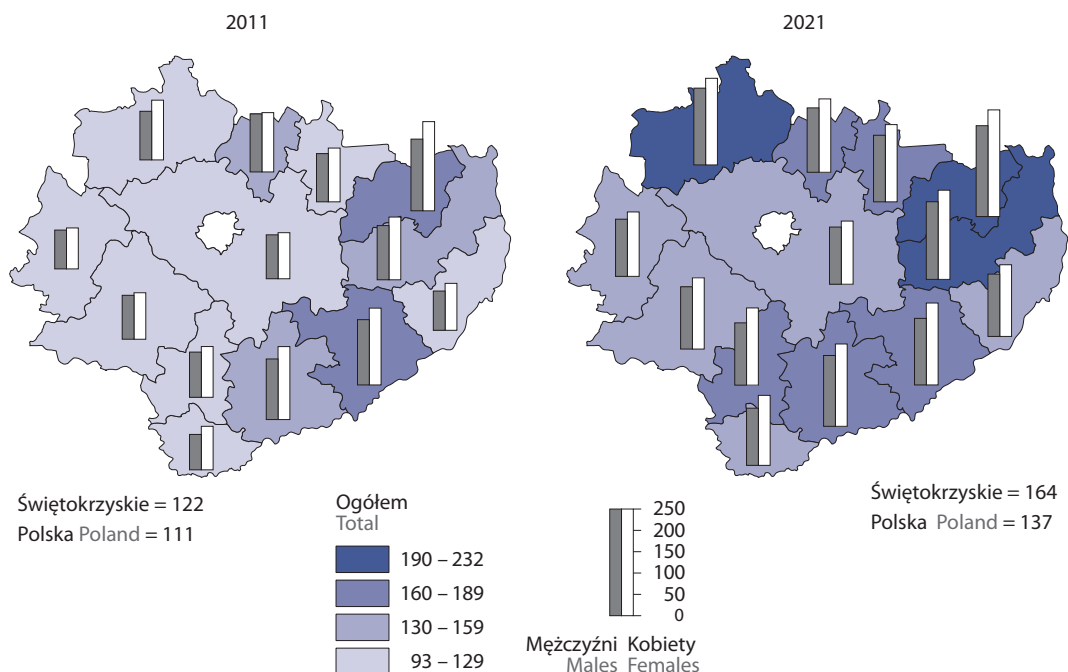 2011
2021
Świętokrzyskie = 122
Polska Poland = 111
Świętokrzyskie = 164
Polska Poland = 137
Ogółem
Total
190 – 232
160 – 189
130 – 159
93 – 129
250
200
150
100
50
0
Mężczyźni Kobiety
Males Females